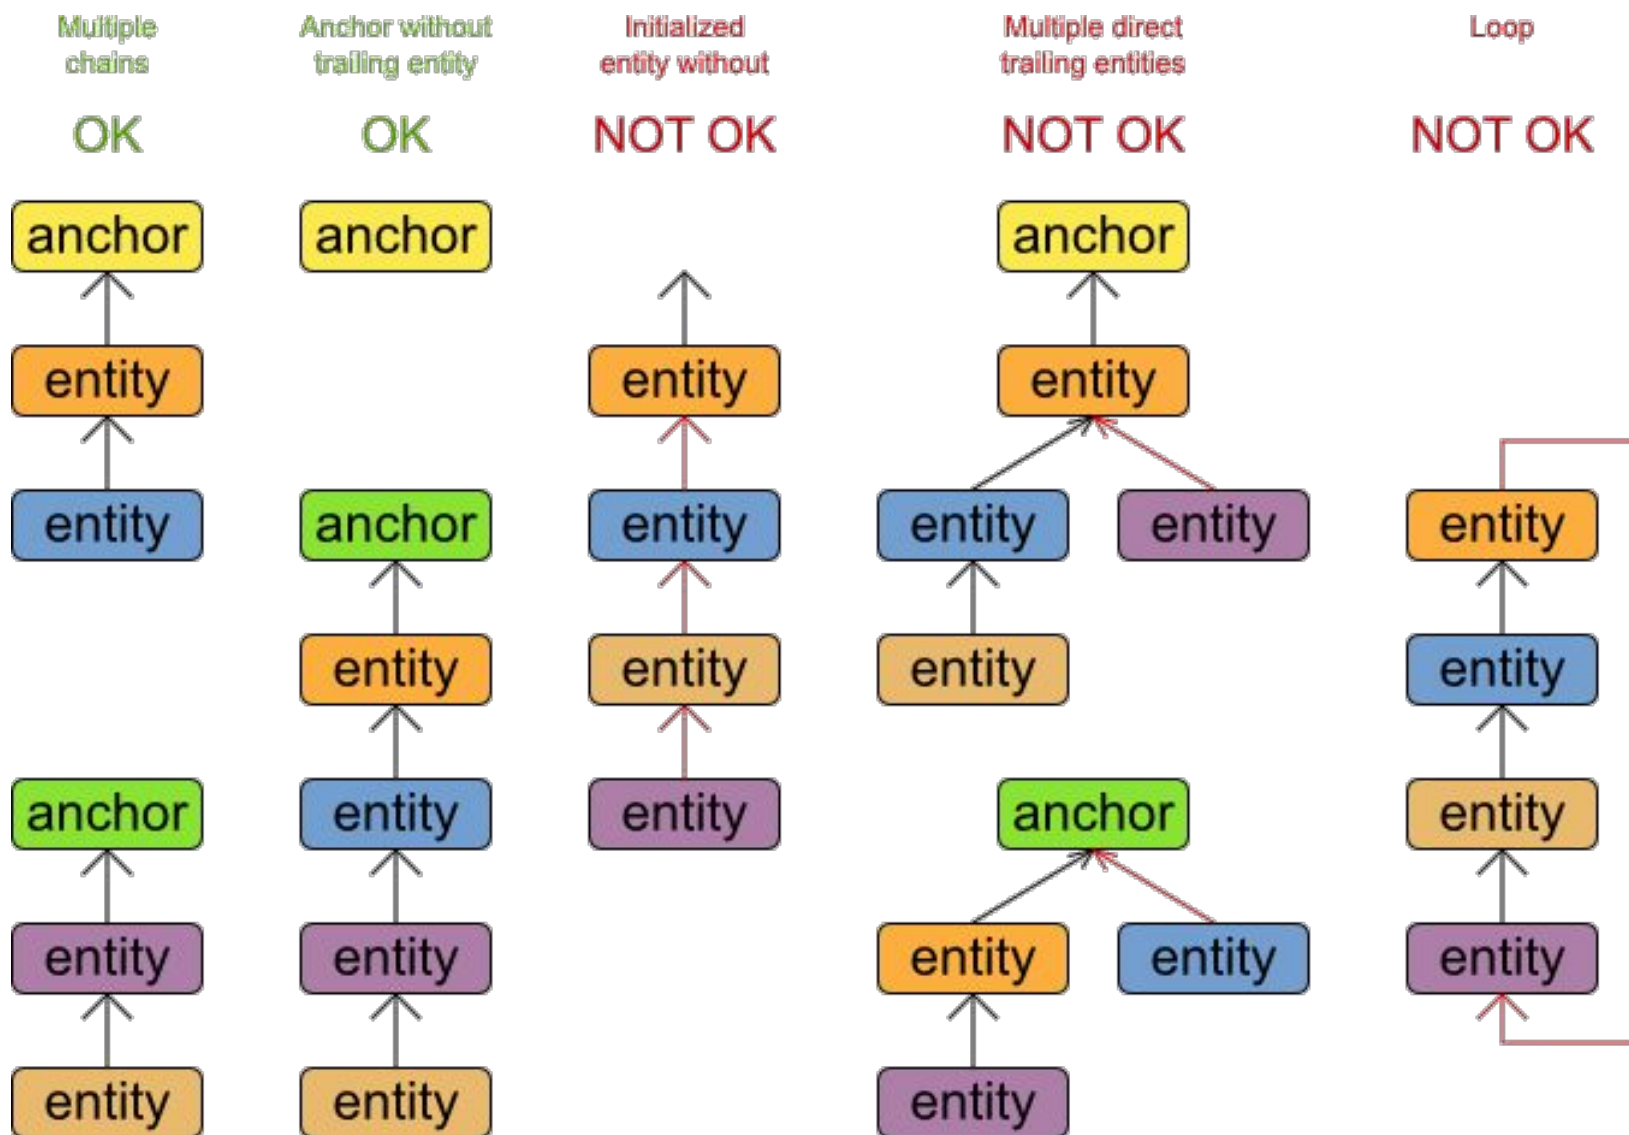 Multiple
chains
OK
anchor
entity
entity
anchor
entity
entity
Anchor without
trailing entity
OK
anchor
anchor
entity
entity
entity
entity
Initialized
entity without
NOT OK
entity
entity
entity
entity
Multiple direct
trailing entities
NOT OK
anchor
entity
entity entity
entity
anchor
entity entity
entity
Loop
NOT OK
entity
entity
entity
entity